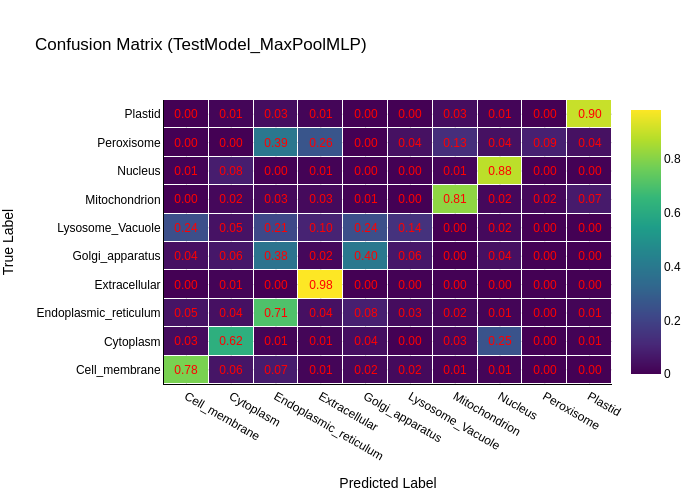 Confusion Matrix (TestModel_MaxPoolMLP)
Plastid 0.00 0.01 0.03 0.01 0.00 0.00 0.03 0.01 0.00 0.90
Peroxisome 0.00 0.00 0.39 0.00 0.04 0.13 0.04 0.09 0.04
Nucleus 0.01 0.08 0.00 0.01 0.00 0.00 0.01 0.88 0.00 0.00
Mitochondrion 0.00 0.02 0.03 0.03 0.01 0.00 0.81 0.02 0.02 0.07
Lysosome_Vacuole 0.05 0.21 0.10 0.14 0.00 0.02 0.00 0.00
Golgi_apparatus 0.04 0.06 0.38 0.02 0.40 0.06 0.00 0.04 0.00 0.00
Extracellular 0.00 0.01 0.00 0.98 0.00 0.00 0.00 0.00 0.00 0.00
Endoplasmic_reticulum 0.05 0.04 0.71 0.04 0.08 0.03 0.02 0.01 0.00 0.01
Cytoplasm 0.03 0.62 0.01 0.01 0.04 0.00 0.03 0.25 0.00 0.01
Cell_membrane 0.78 0.06 0.07 0.01 0.02 0.02 0.01 0.01 0.00 0.00
True Label
Cell_membrane
Cytoplasm
Endoplasmic_reticulum
Extracellular
Golgi_apparatus
Lysosome_Vacuole
Mitochondrion
Nucleus
Peroxisome
Plastid
Predicted Label
0.8
0.6
0.4
0.2
0